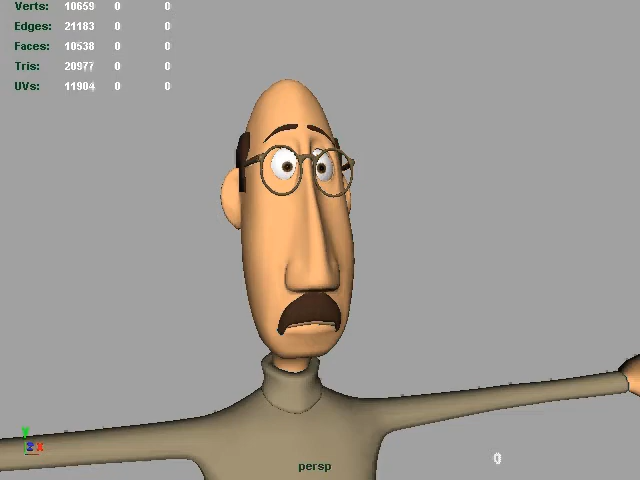 Verts: 10659 0 0
Edges: 21183 0 0
Faces: 10538 0 0
Tris: 20977 0 0
UVs: 11904 0 0
Y
Z X
persp
0